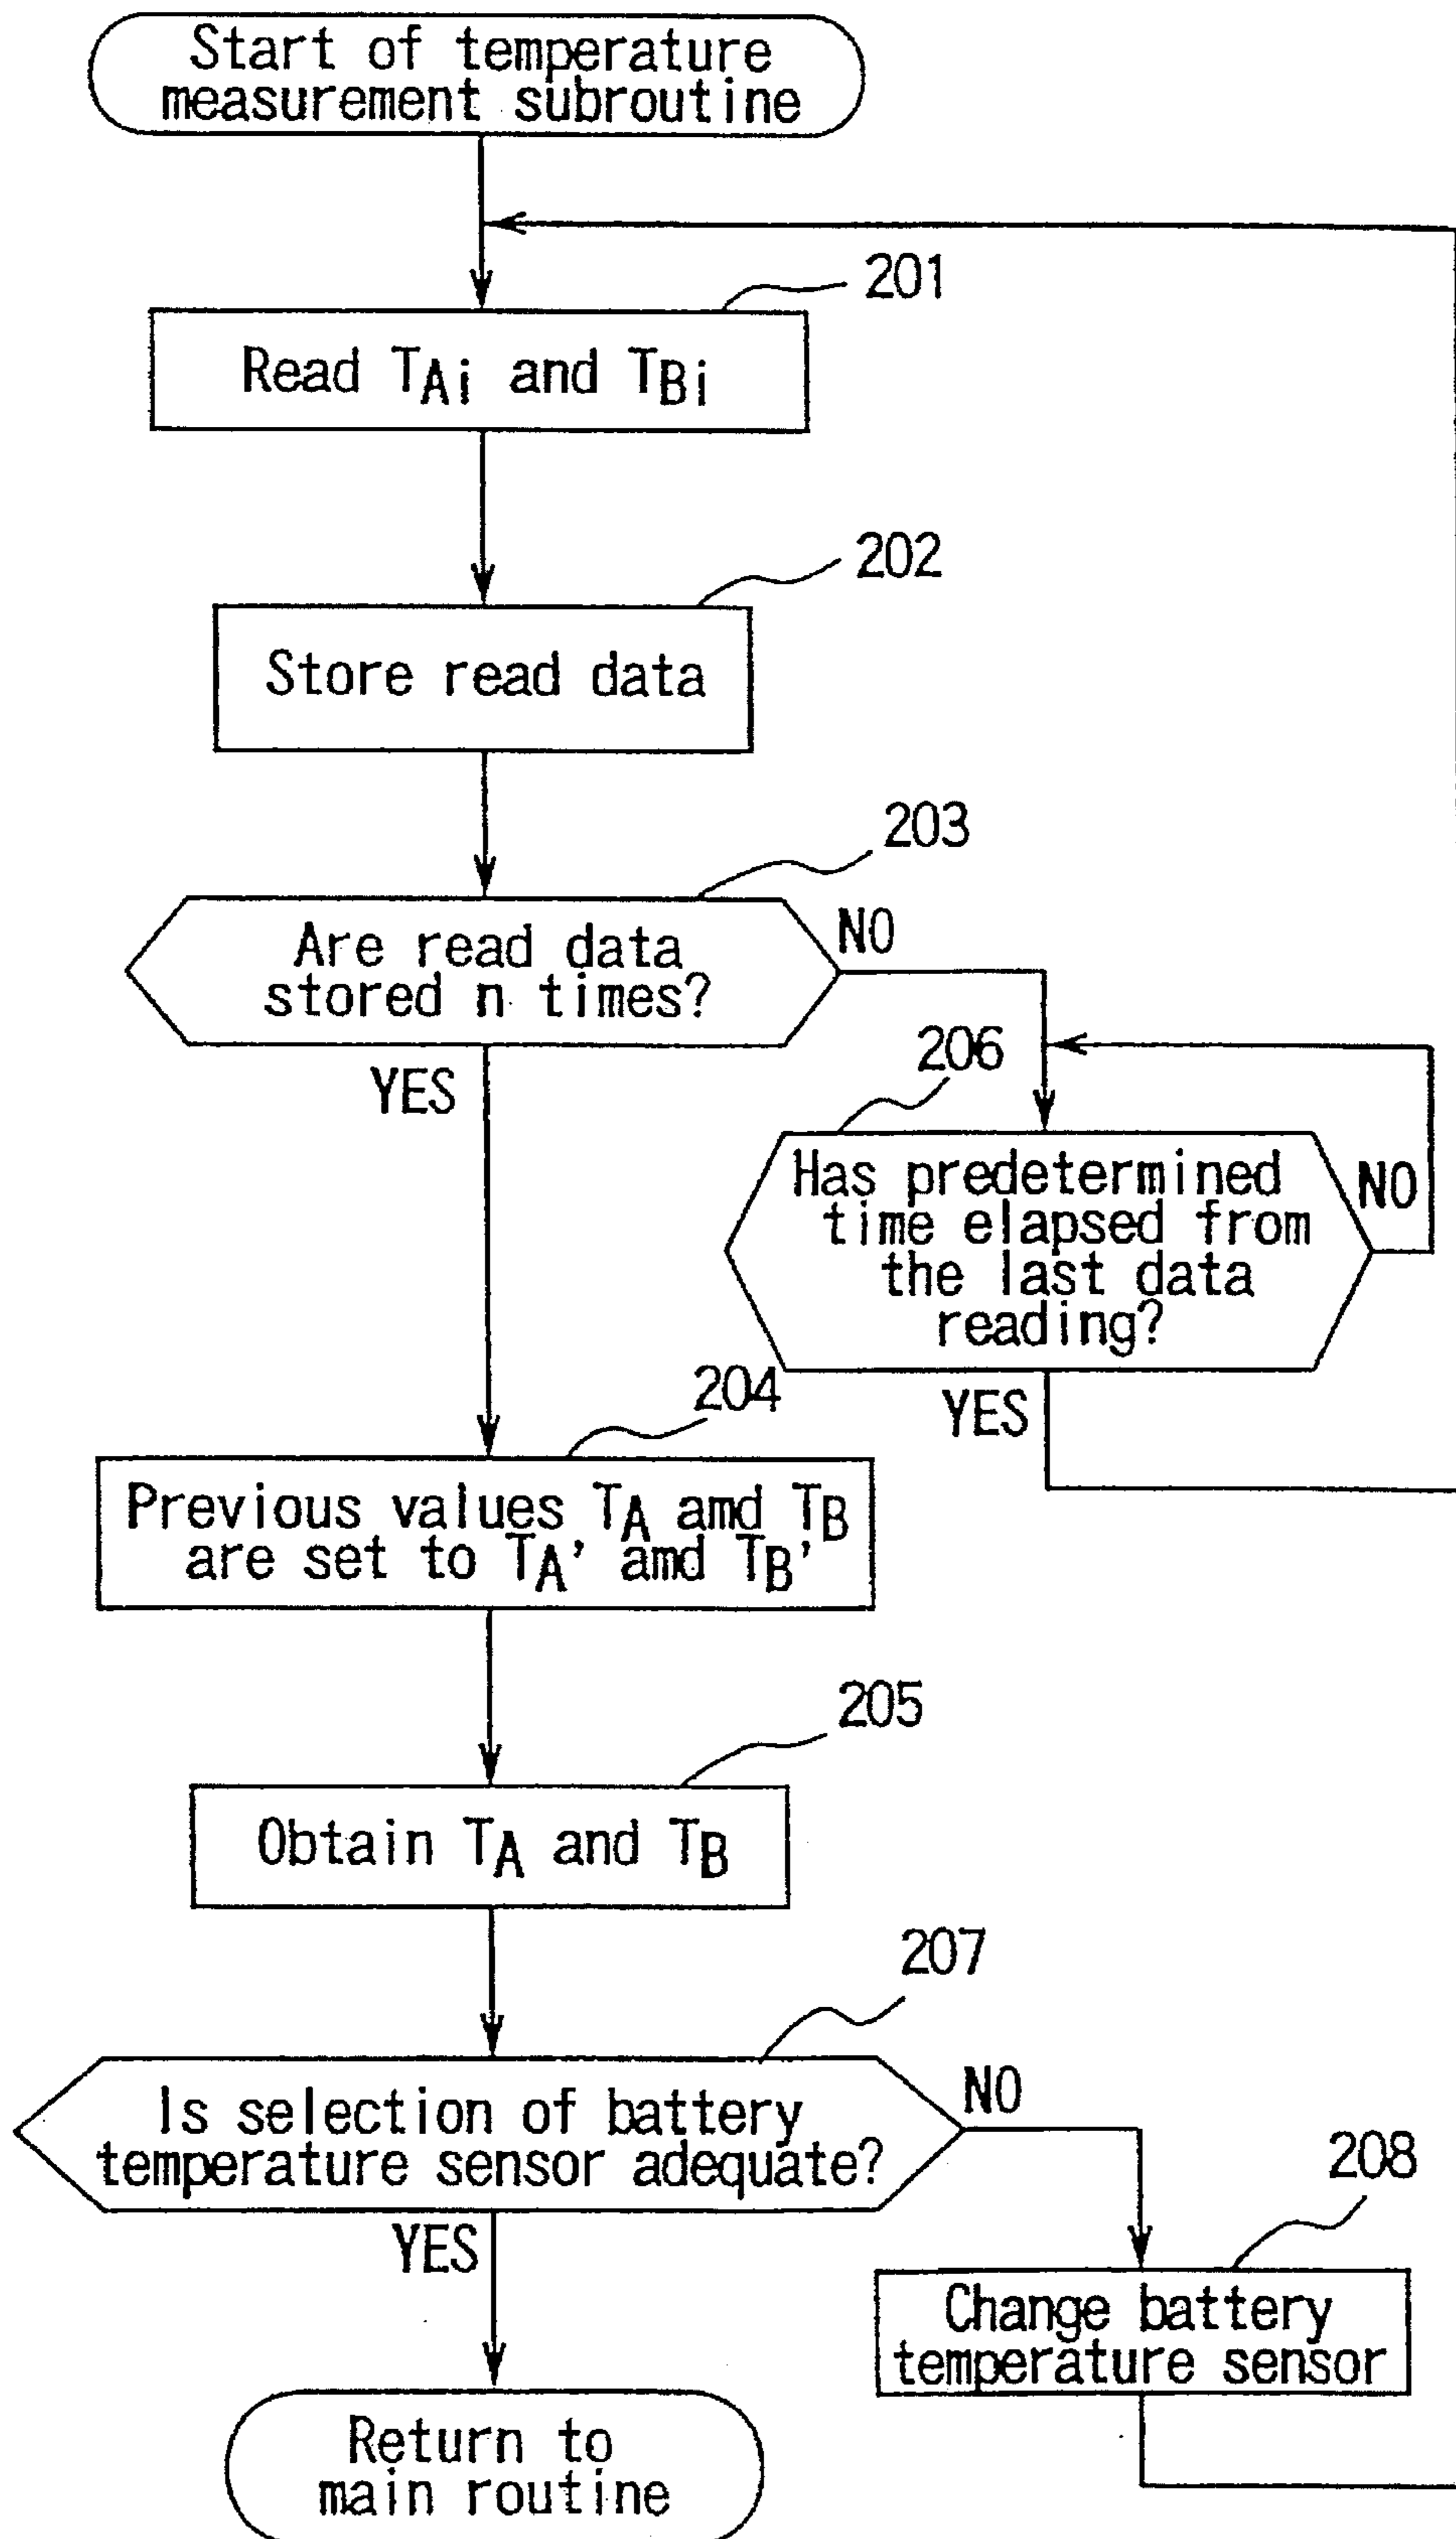 Start of temperature
measurement subroutine
201
Read TAi and TBi
202
Store read data
203
Are read data
stored n times?
NO
YES
206
Has predetermined
time elapsed from
the last data
reading?
NO
YES
204
Previous values TA amd TB
are set to TA' amd TB'
205
Obtain TA and TB
207
Is selection of battery
temperature sensor adequate?
NO
YES
208
Change battery
temperature sensor
Return to
main routine